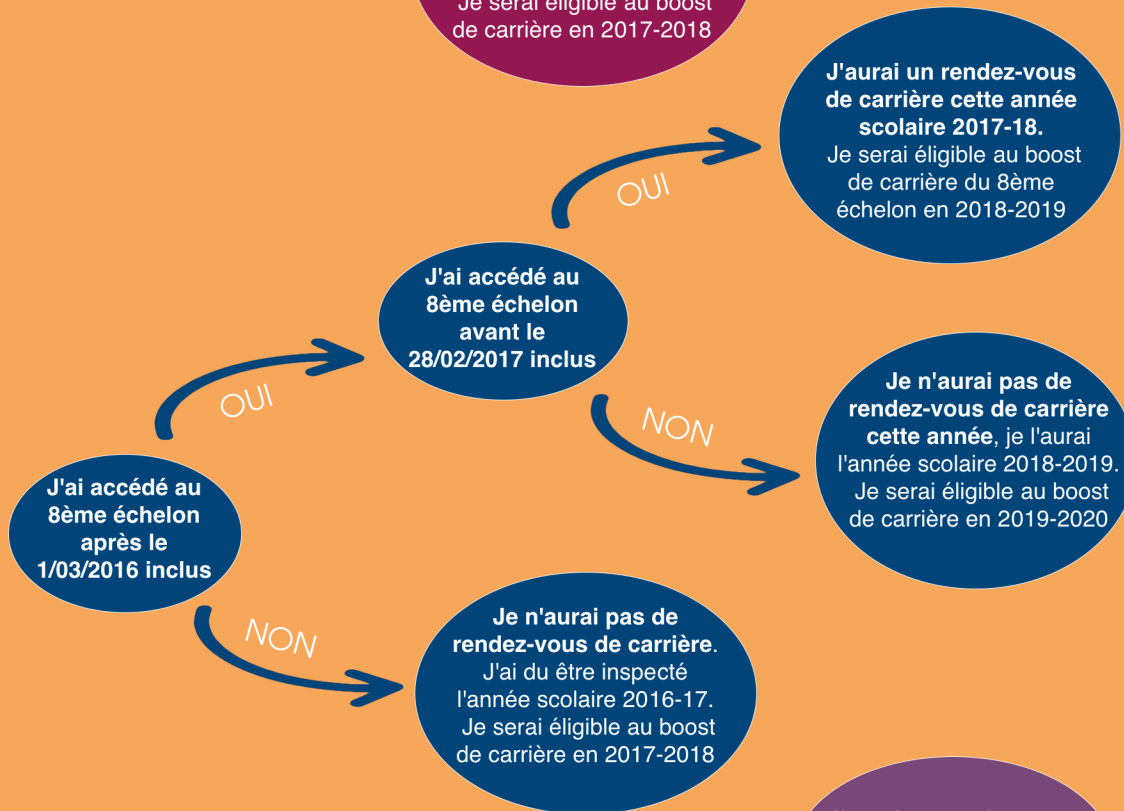 Je serai éligible au boost
de carrière en 2017-2018
J'aurai un rendez-vous
de carrière cette année
scolaire 2017-18.
Je serai éligible au boost
de carrière du 8ème
échelon en 2018-2019
OUI
J'ai accédé au
8ème échelon
avant le
28/02/2017 inclus
OUI
NON
Je n'aurai pas de
rendez-vous de carrière
cette année, je l'aurai
l'année scolaire 2018-2019.
Je serai éligible au boost
de carrière en 2019-2020
J'ai accédé au
8ème échelon
après le
1/03/2016 inclus
NON
Je n'aurai pas de
rendez-vous de carrière.
J'ai du être inspecté
l'année scolaire 2016-17.
Je serai éligible au boost
de carrière en 2017-2018